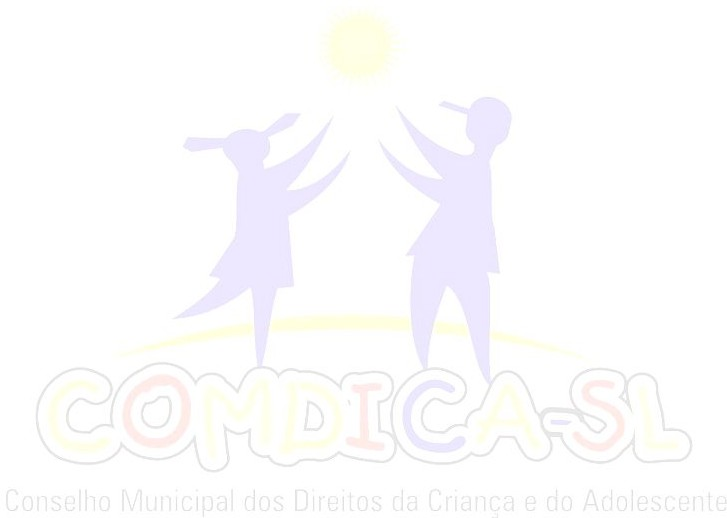 COMDICA-SL
Conselho Municipal dos Direitos da Criança e do Adolescente